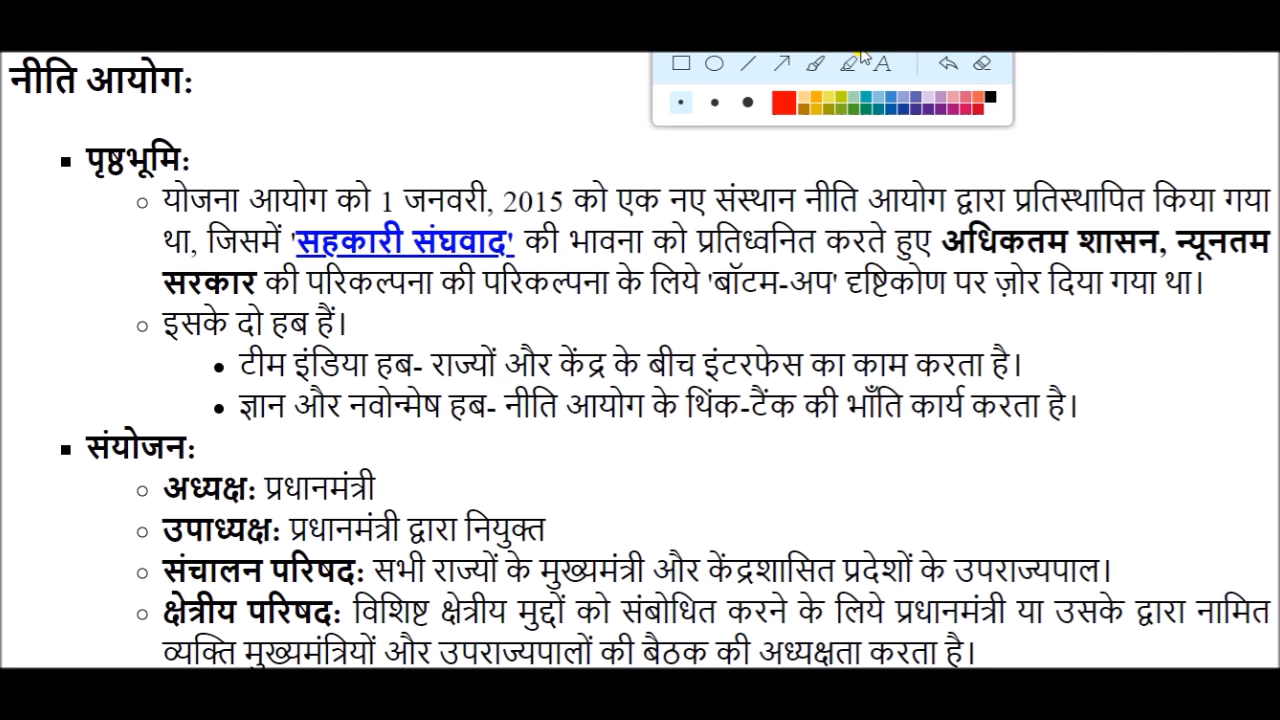 नीति आयोग:
पृष्ठभूमि:
योजना आयोग को 1 जनवरी, 2015 को एक नए संस्थान नीति आयोग द्वारा प्रतिस्थापित किया गया
था, जिसमें 'सहकारी संघवाद' की भावना को प्रतिध्वनित करते हुए अधिकतम शासन, न्यूनतम
सरकार की परिकल्पना की परिकल्पना के लिये 'बॉटम-अप' दृष्टिकोण पर ज़ोर दिया गया था।
इसके दो हब हैं।
टीम इंडिया हब- राज्यों और केंद्र के बीच इंटरफेस का काम करता है।
ज्ञान और नवोन्मेष हब- नीति आयोग के थिंक-टैंक की भाँति कार्य करता है।
संयोजन:
अध्यक्ष: प्रधानमंत्री
उपाध्यक्ष: प्रधानमंत्री द्वारा नियुक्त
संचालन परिषद: सभी राज्यों के मुख्यमंत्री और केंद्रशासित प्रदेशों के उपराज्यपाल।
क्षेत्रीय परिषद: विशिष्ट क्षेत्रीय मुद्दों को संबोधित करने के लिये प्रधानमंत्री या उसके द्वारा नामित
व्यक्ति मुख्यमंत्रियों और उपराज्यपालों की बैठक की अध्यक्षता करता है।